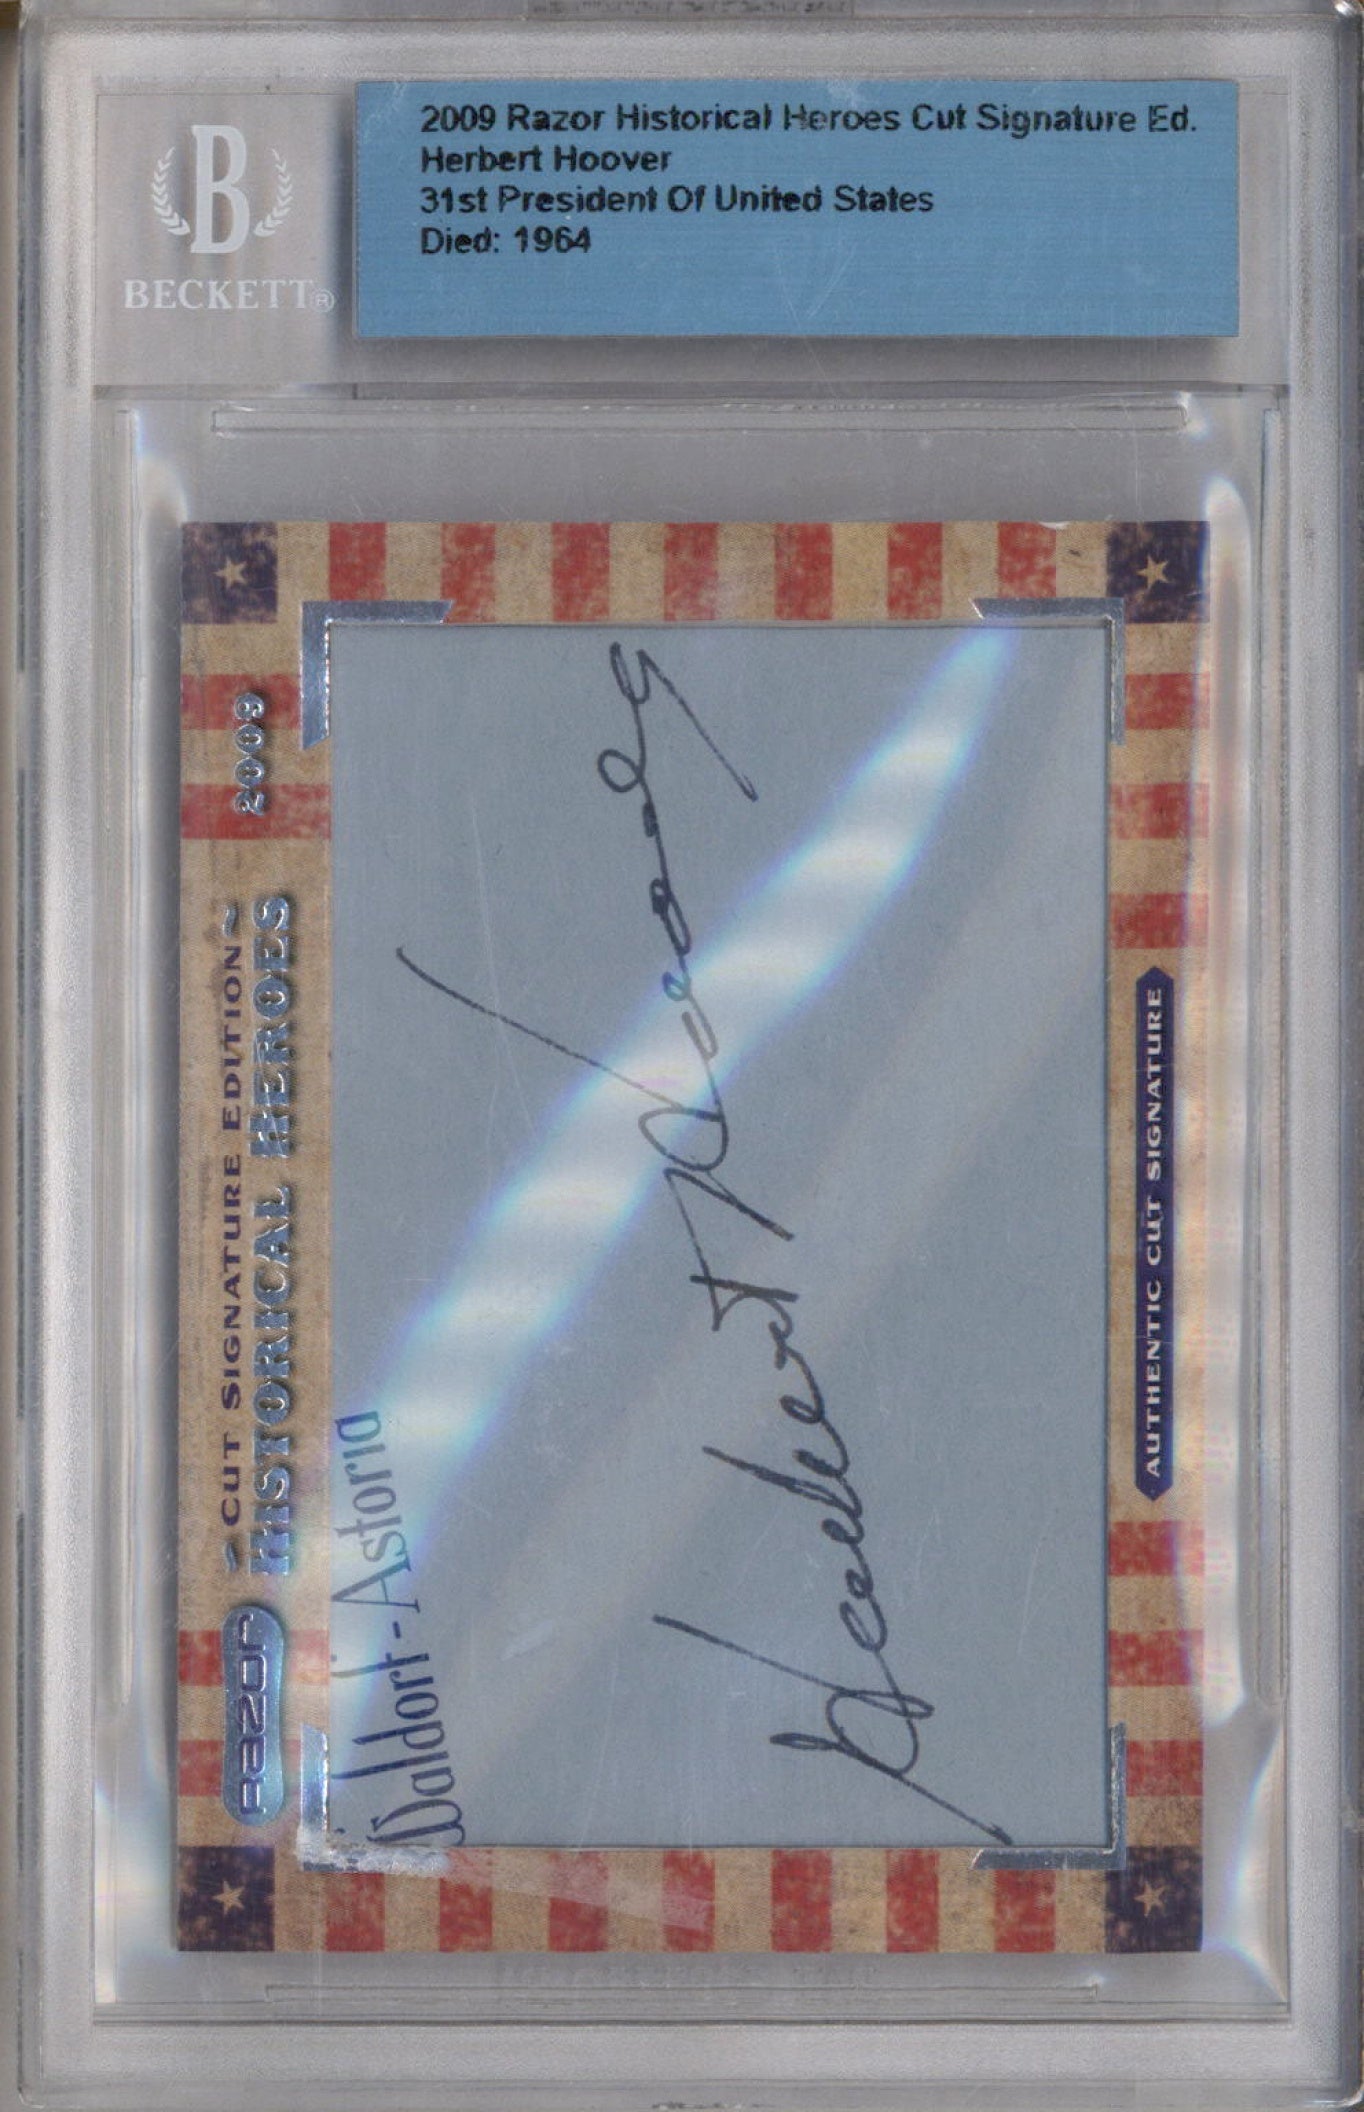 B
BECKETT®
2009 Razor Historical Heroes Cut Signature Ed.
Herbert Hoover
31st President Of United States
Died: 1964
RAZOR
~CUT SIGNATURE EDITION~
HISTORICAL HEROES
2009
Waldorf-Astoria
Herbert Hoover
AUTHENTIC CUT SIGNATURE